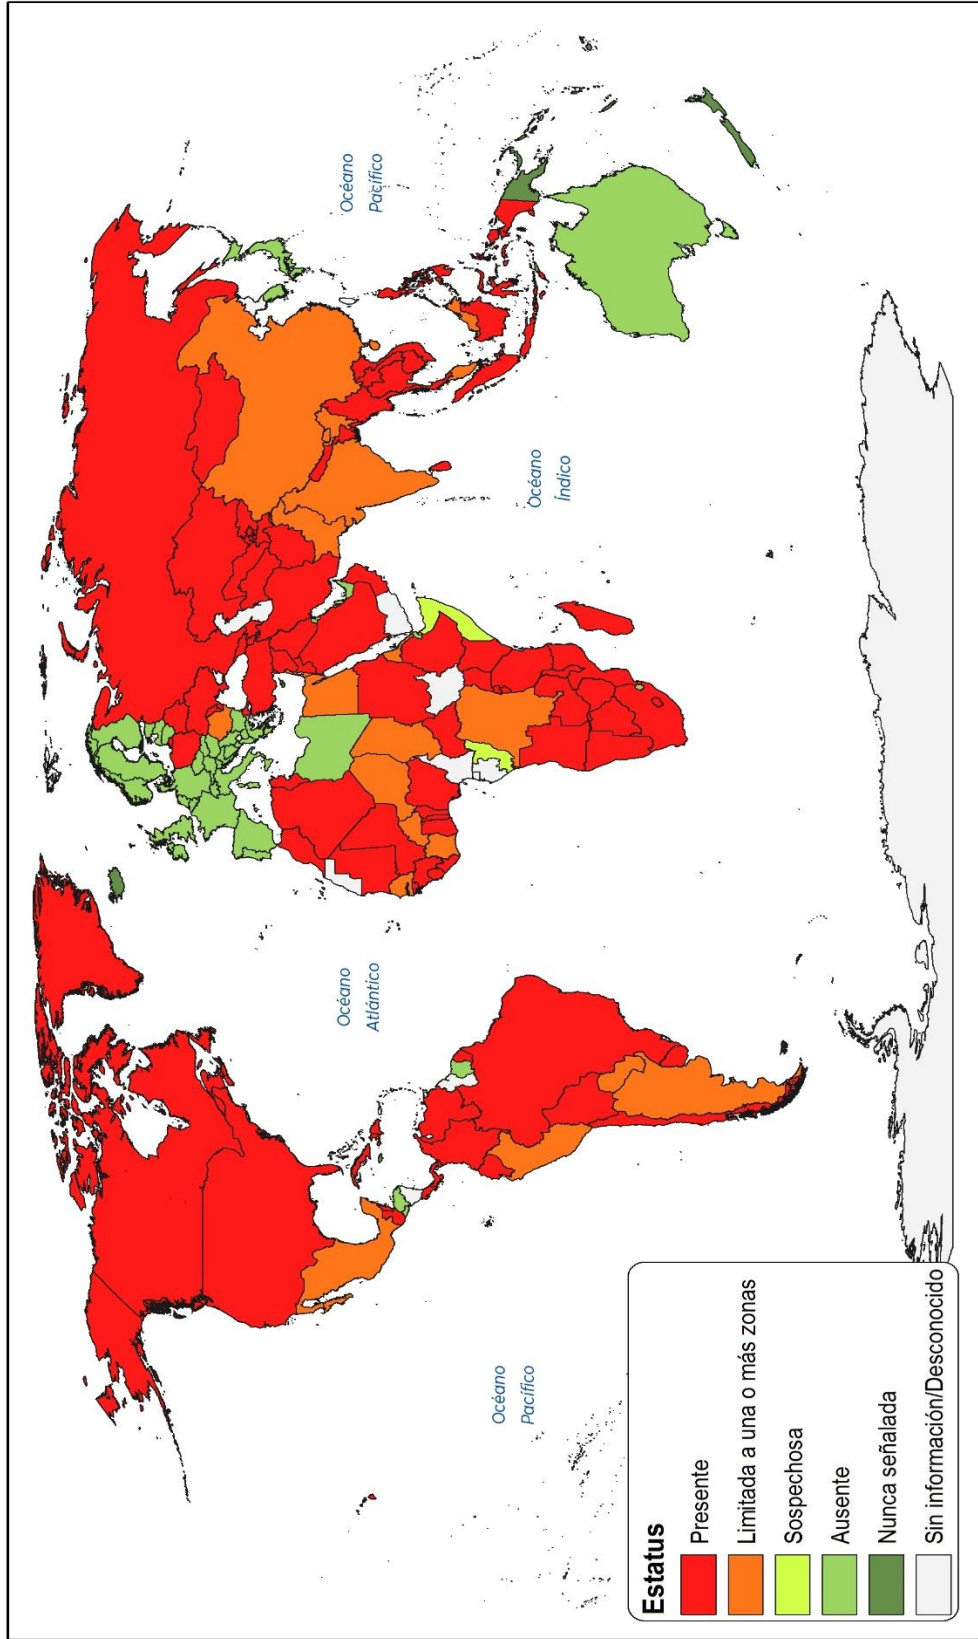 Océano
Pacífico
Océano
Atlántico
Océano
Índico
Océano
Pacífico
Estatus
Presente
Limitada a una o más zonas
Sospechosa
Ausente
Nunca señalada
Sin información/Desconocido